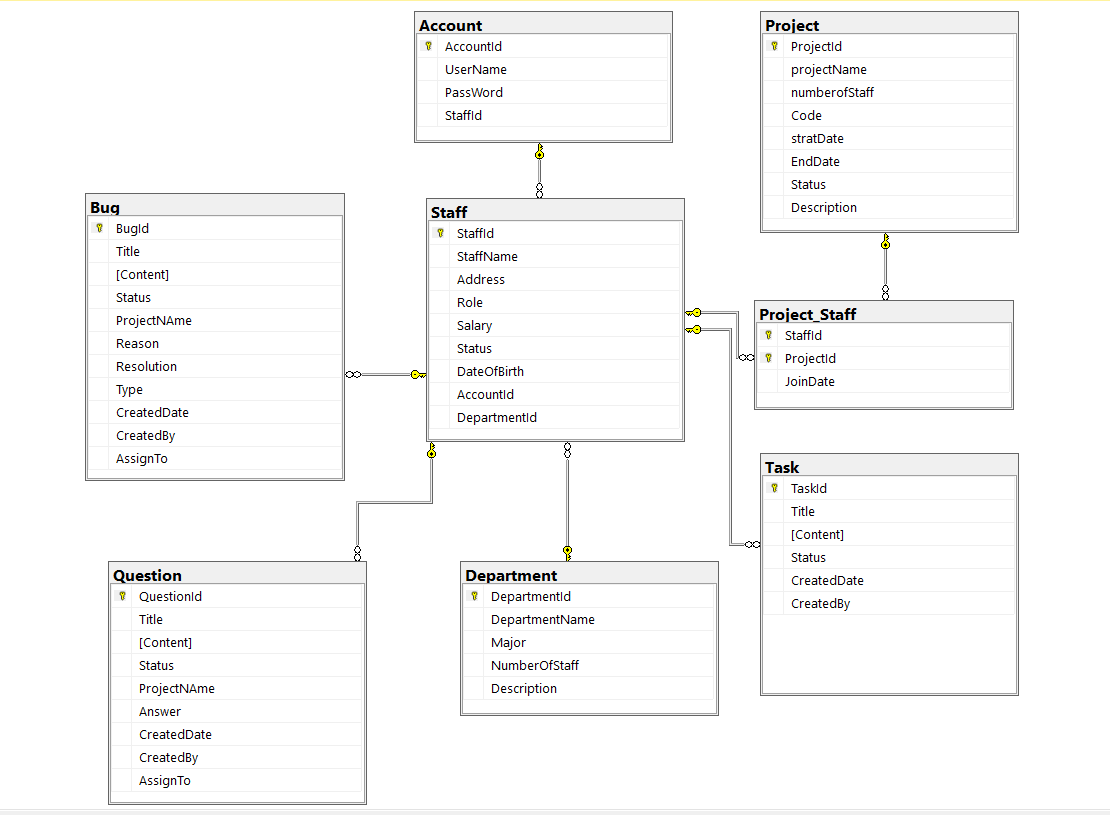 Account
AccountId
UserName
PassWord
StaffId
Project
ProjectId
projectName
numberofStaff
Code
stratDate
EndDate
Status
Description
Bug
BugId
Title
[Content]
Status
ProjectNAme
Reason
Resolution
Type
CreatedDate
CreatedBy
AssignTo
Staff
StaffId
StaffName
Address
Role
Salary
Status
DateOfBirth
AccountId
DepartmentId
Project_Staff
StaffId
ProjectId
JoinDate
Task
TaskId
Title
[Content]
Status
CreatedDate
CreatedBy
Question
QuestionId
Title
[Content]
Status
ProjectNAme
Answer
CreatedDate
CreatedBy
AssignTo
Department
DepartmentId
DepartmentName
Major
NumberOfStaff
Description